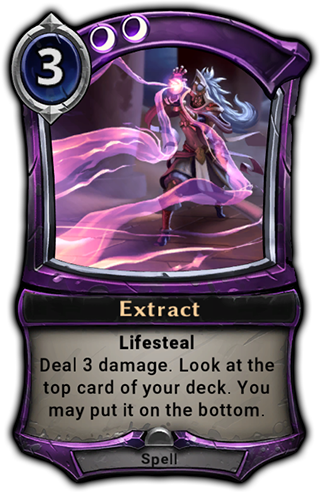 3
Extract
Lifesteal
Deal 3 damage. Look at the
top card of your deck. You
may put it on the bottom.
Spell